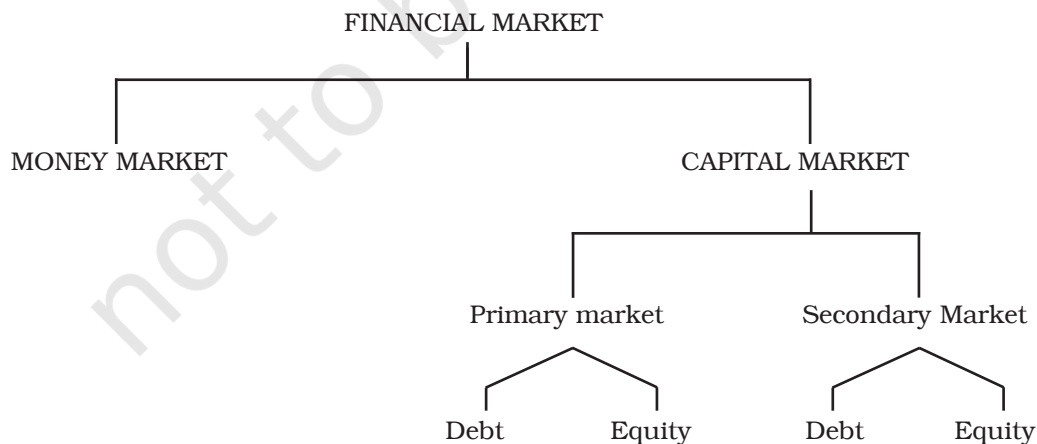 FINANCIAL MARKET
MONEY MARKET CAPITAL MARKET
Primary market Secondary Market
Debt Equity Debt Equity
not to b